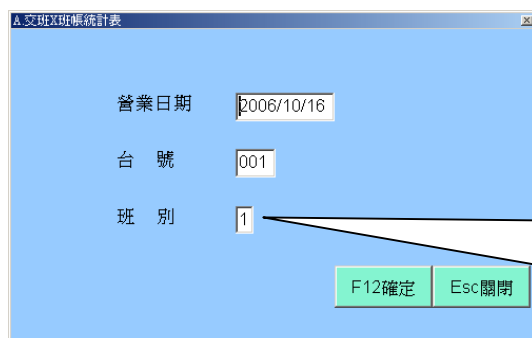 A.交班X班帳統計表
營業日期 2006/10/16
台 號 001
班 別 1
F12確定 Esc關閉